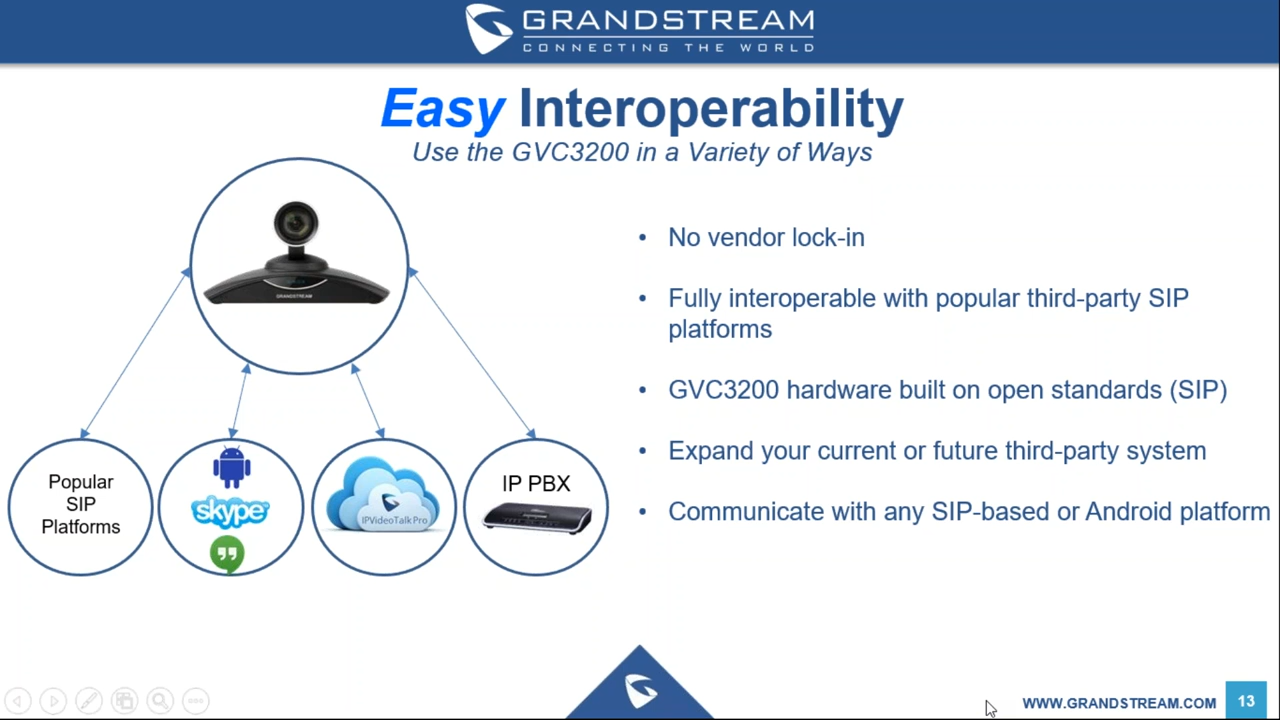 GRANDSTREAM
CONNECTING THE WORLD
Easy Interoperability
Use the GVC3200 in a Variety of Ways
GRANDSTREAM
Popular
SIP
Platforms
skype
IPVideoTalk Pro
IP PBX
• No vendor lock-in
• Fully interoperable with popular third-party SIP
platforms
• GVC3200 hardware built on open standards (SIP)
• Expand your current or future third-party system
• Communicate with any SIP-based or Android platform
WWW.GRANDSTREAM.COM
13